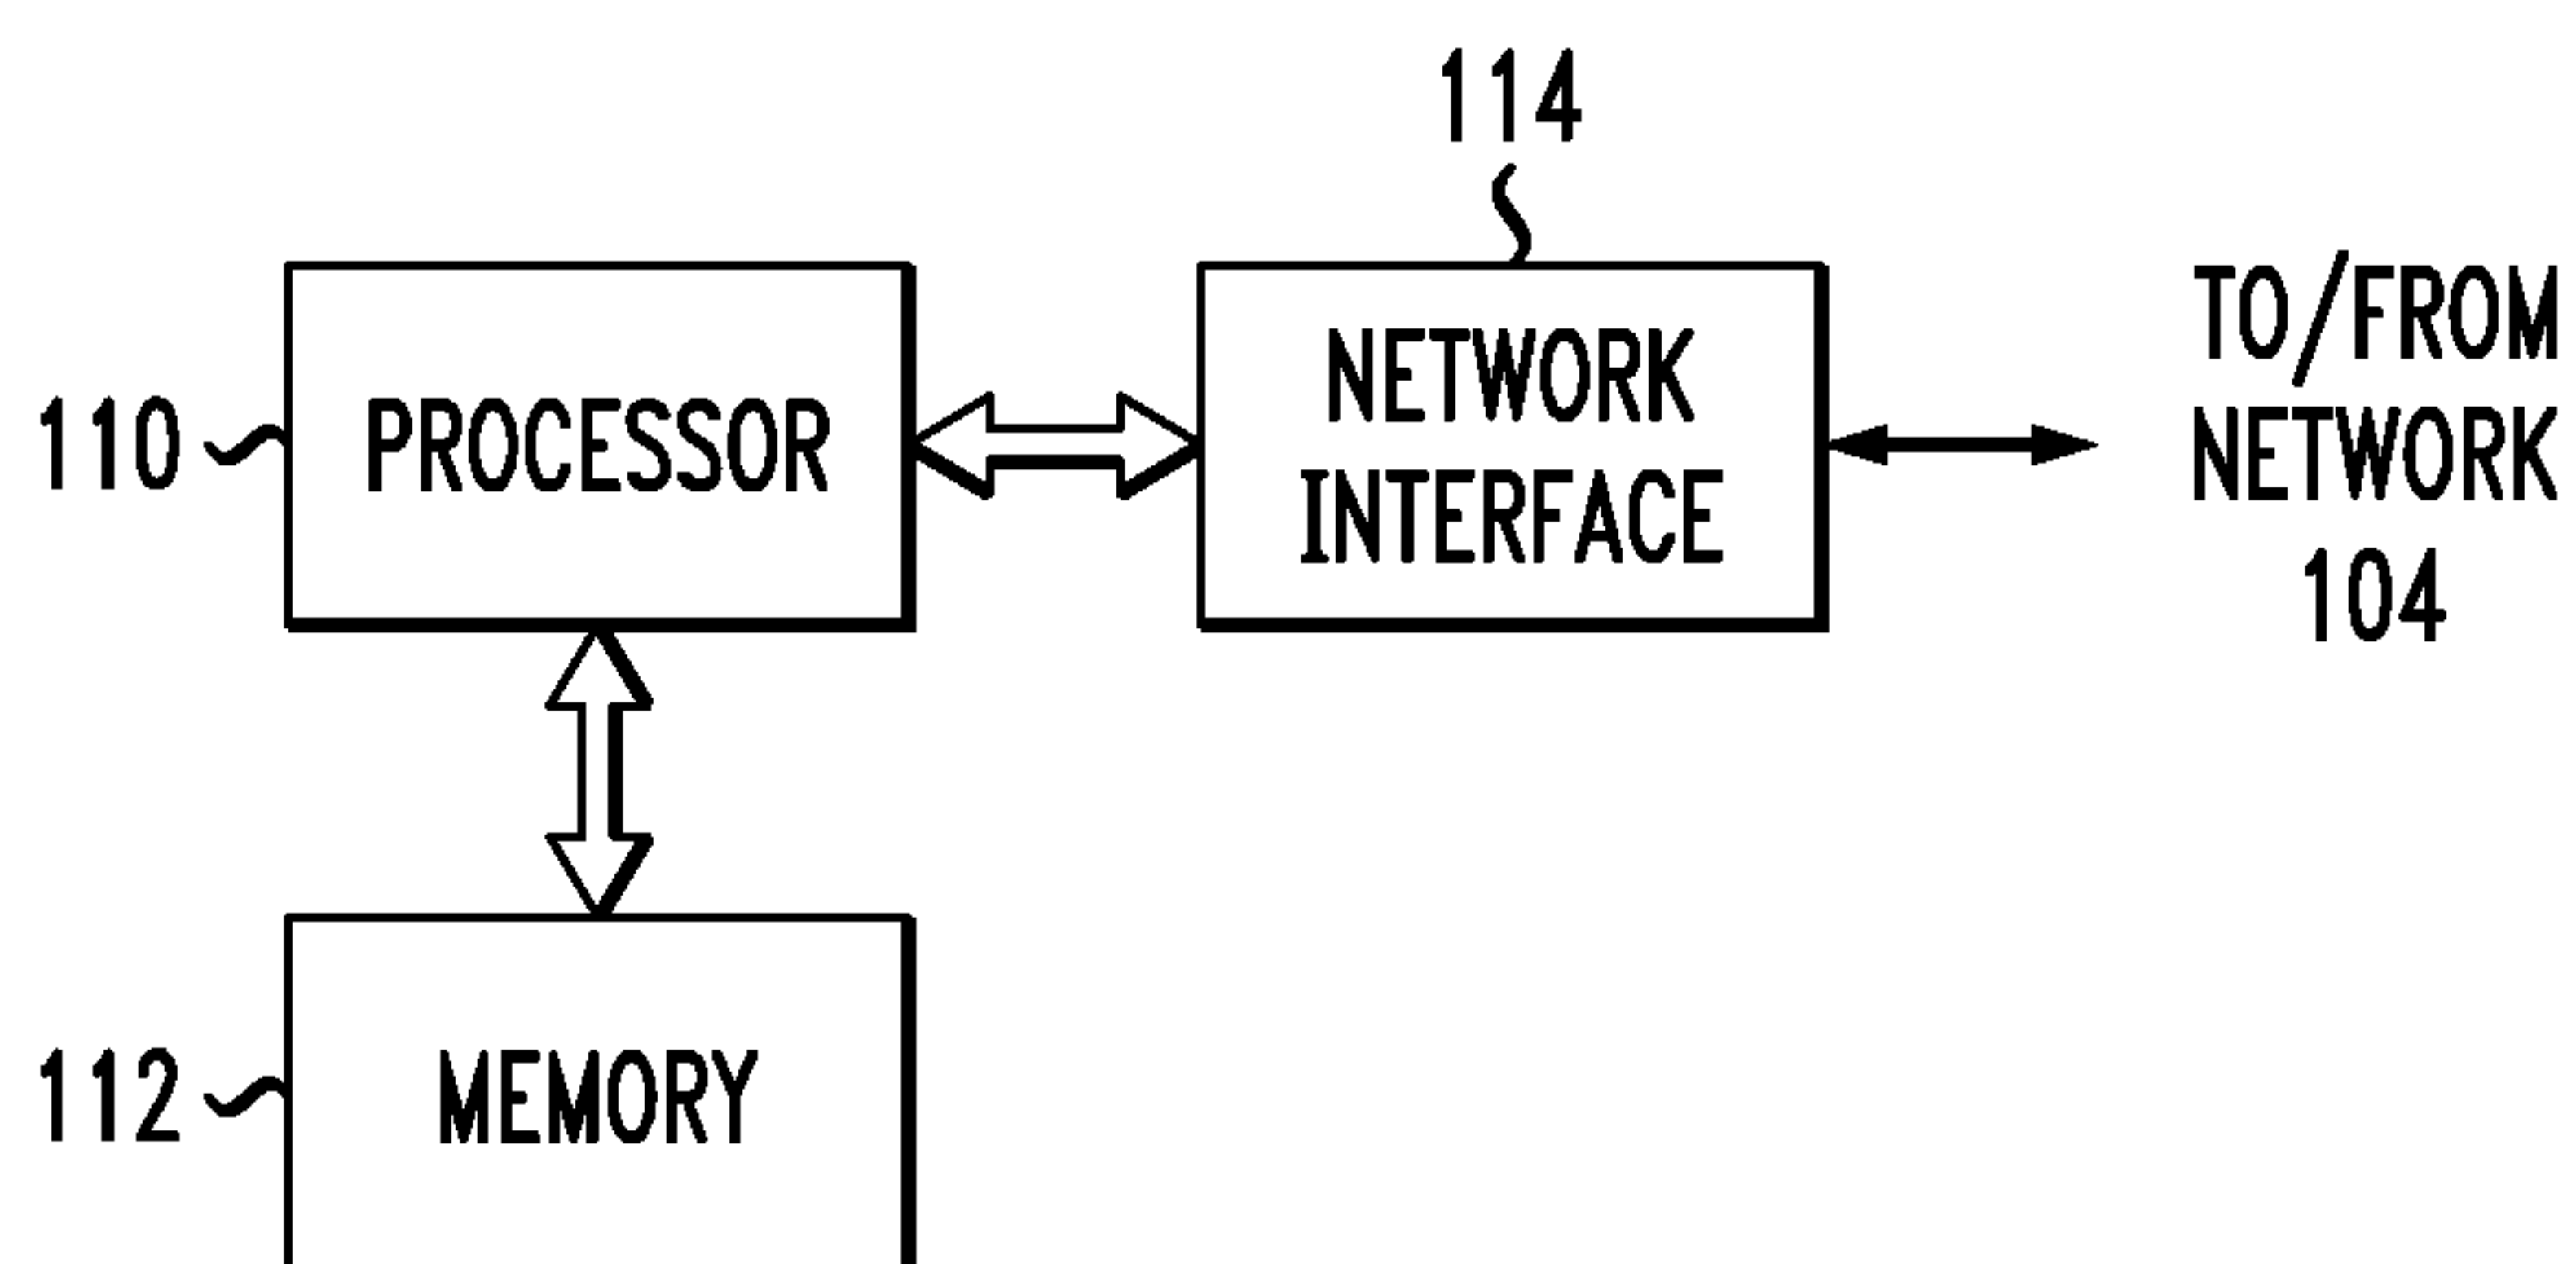 114
TO/FROM
NETWORK
104
110
PROCESSOR
NETWORK
INTERFACE
112
MEMORY